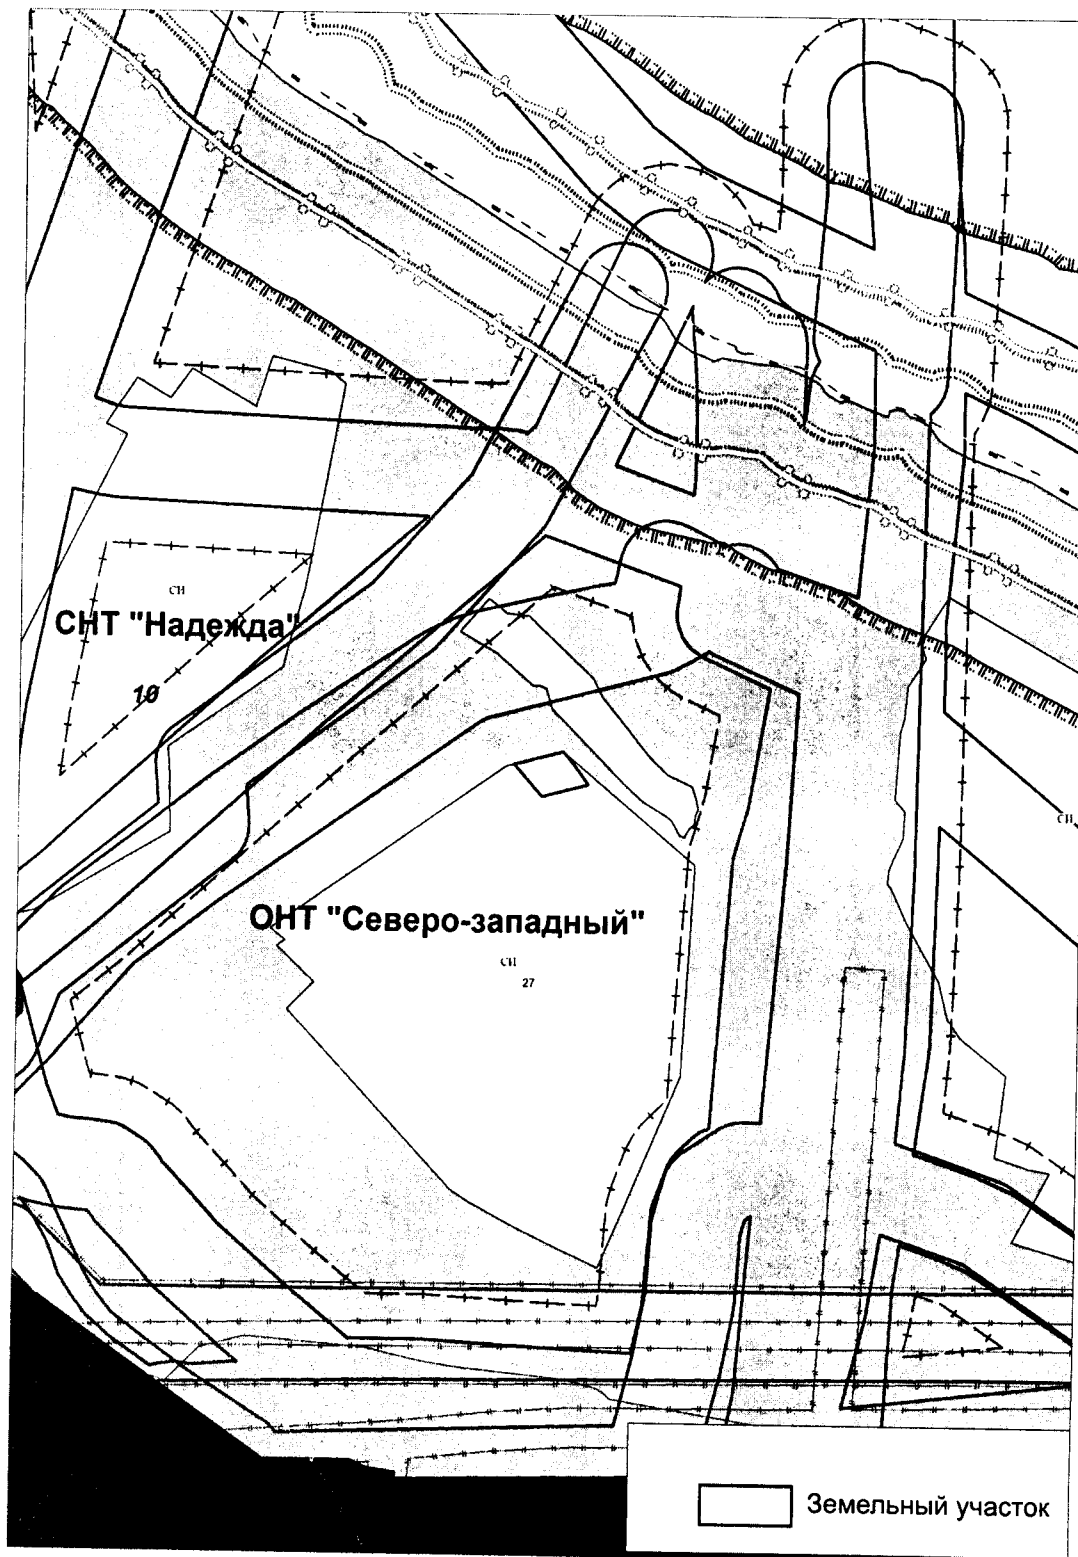 сн
СНТ "Надежда"
10
сн
ОНТ "Северо-западный"
сн
27
Земельный участок